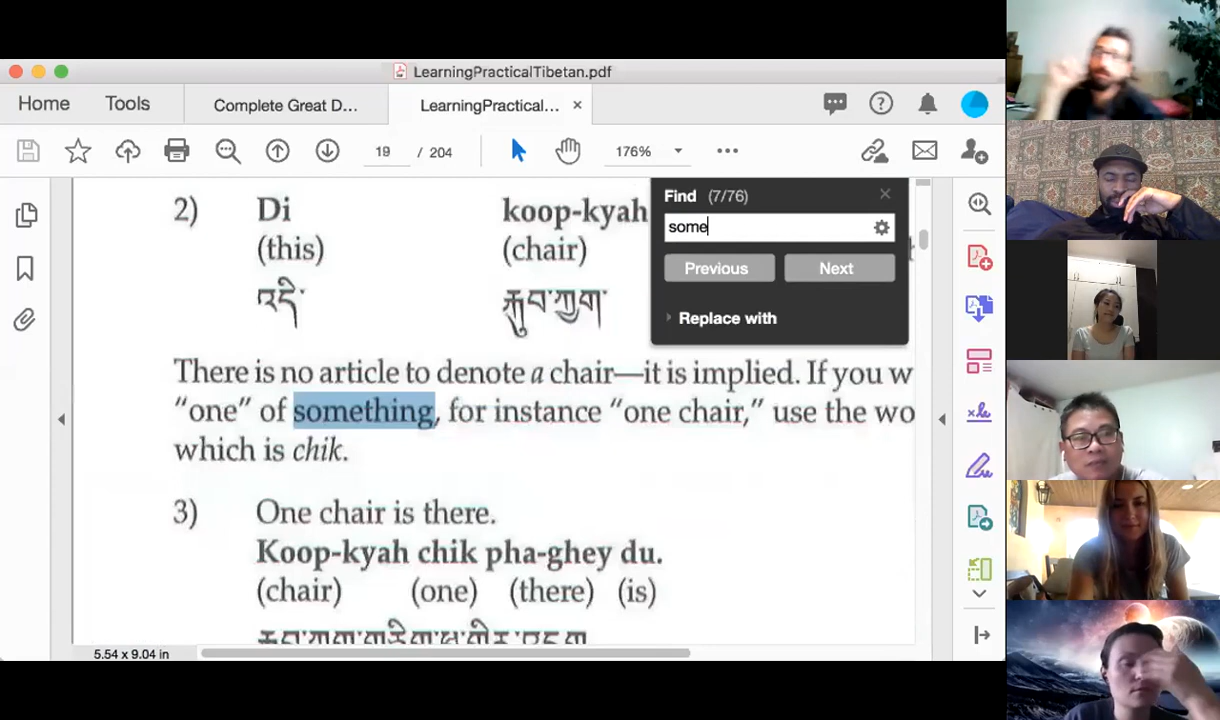 LearningPracticalTibetan.pdf
Home Tools Complete Great D... LearningPractical... ×
19 / 204 176%
Find (7/76)
some
Previous Next
Replace with
2) Di koop-kyah
(this) (chair)
འདི་ རྐུབ་ཀྱག་
There is no article to denote a chair—it is implied. If you w
“one” of something, for instance “one chair,” use the wo
which is chik.
3) One chair is there.
Koop-kyah chik pha-ghey du.
(chair) (one) (there) (is)
5.54 x 9.04 in